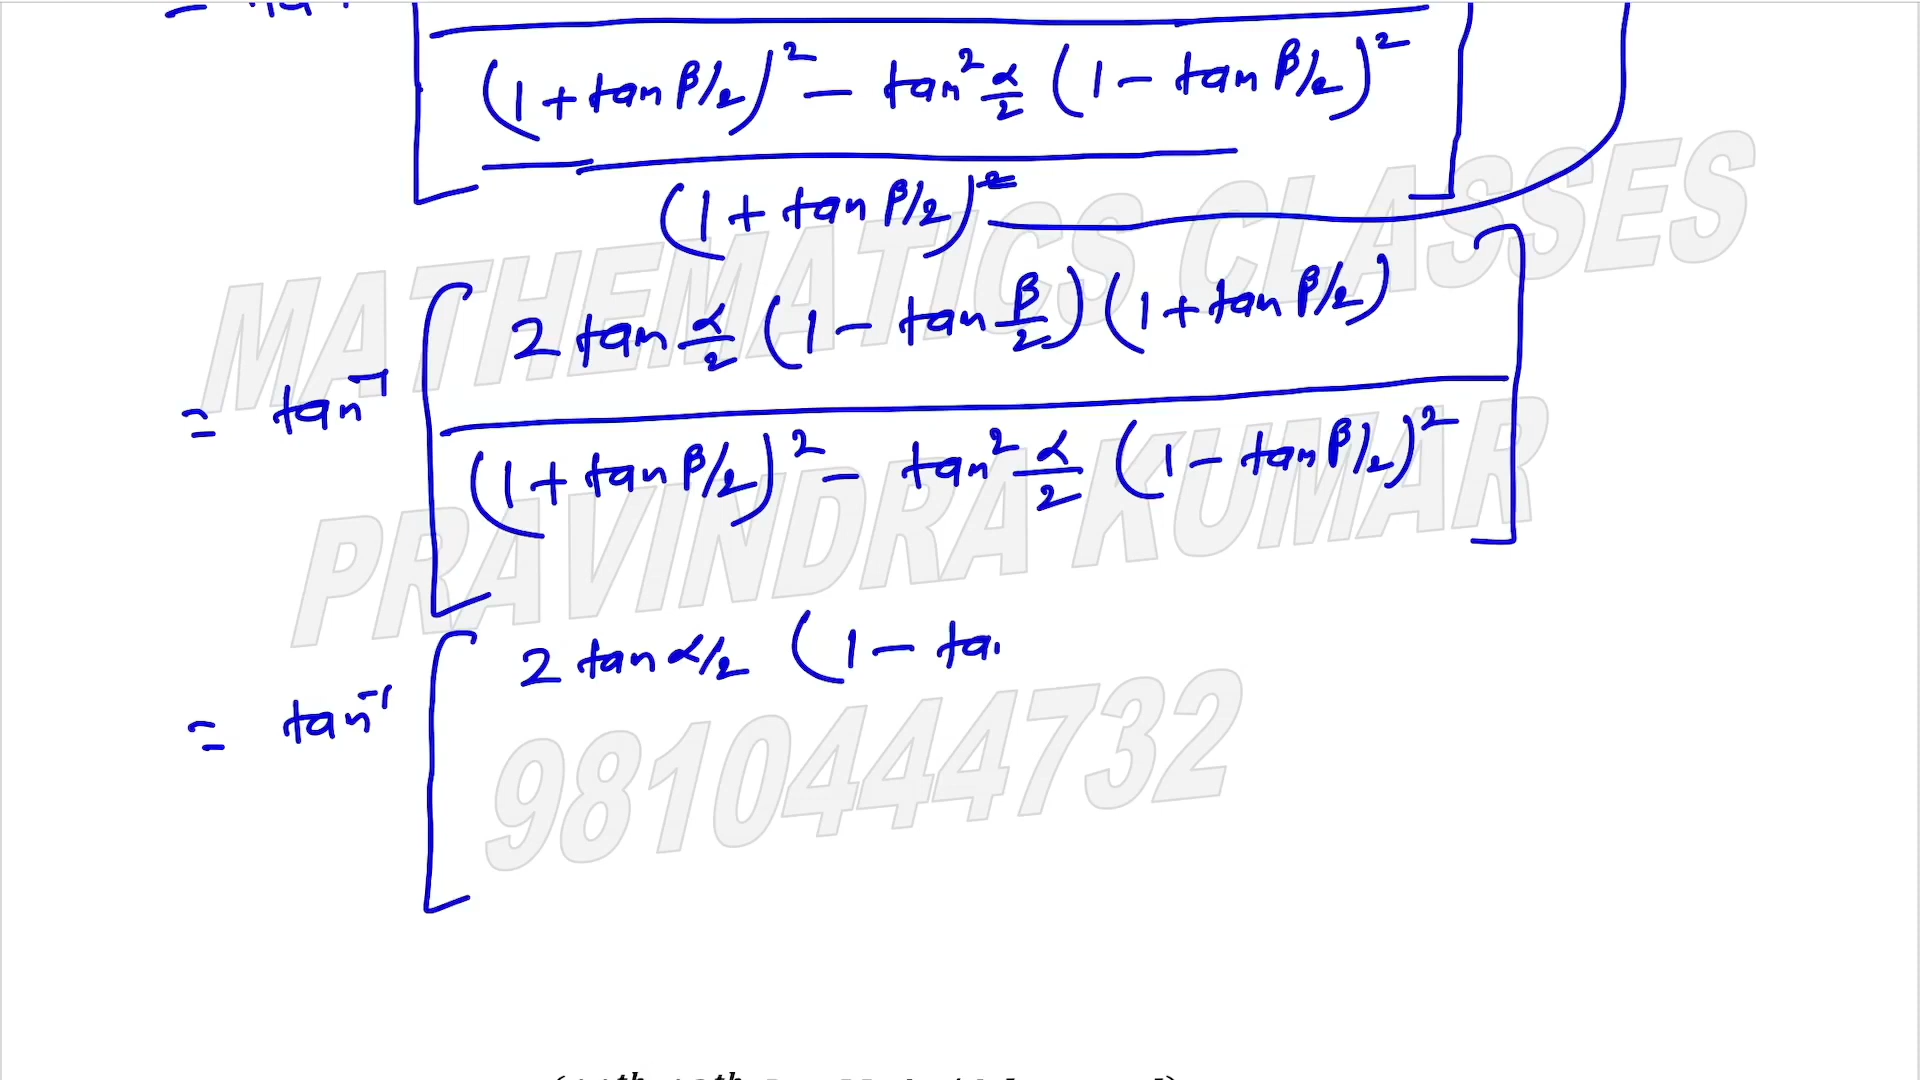 (1 + tan β/2)² − tan² α/2 (1 − tan β/2)²
(1 + tan β/2)²
MATHEMATICS CLASSES
2 tan α/2 (1 − tan β/2) (1 + tan β/2)
= tan⁻¹
(1 + tan β/2)² − tan² α/2 (1 − tan β/2)²
PRAVINDRA KUMAR
2 tan α/2 (1 − ta
= tan⁻¹ [
9810444732